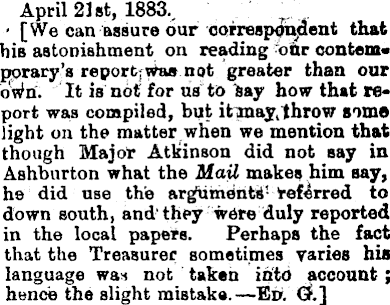 April 21st, 1883.
[We can assure our correspondent that
his astonishment on reading our contem-
porary's report was not greater than our
own. It is not for us to say how that re-
port was compiled, but it may throw some
light on the matter when we mention that
though Major Atkinson did not say in
Ashburton what the Mail makes him say,
he did use the arguments referred to
down south, and they were duly reported
in the local papers. Perhaps the fact
that the Treasurer sometimes varies his
language was not taken into account ;
hence the slight mistake.—ED. G.]